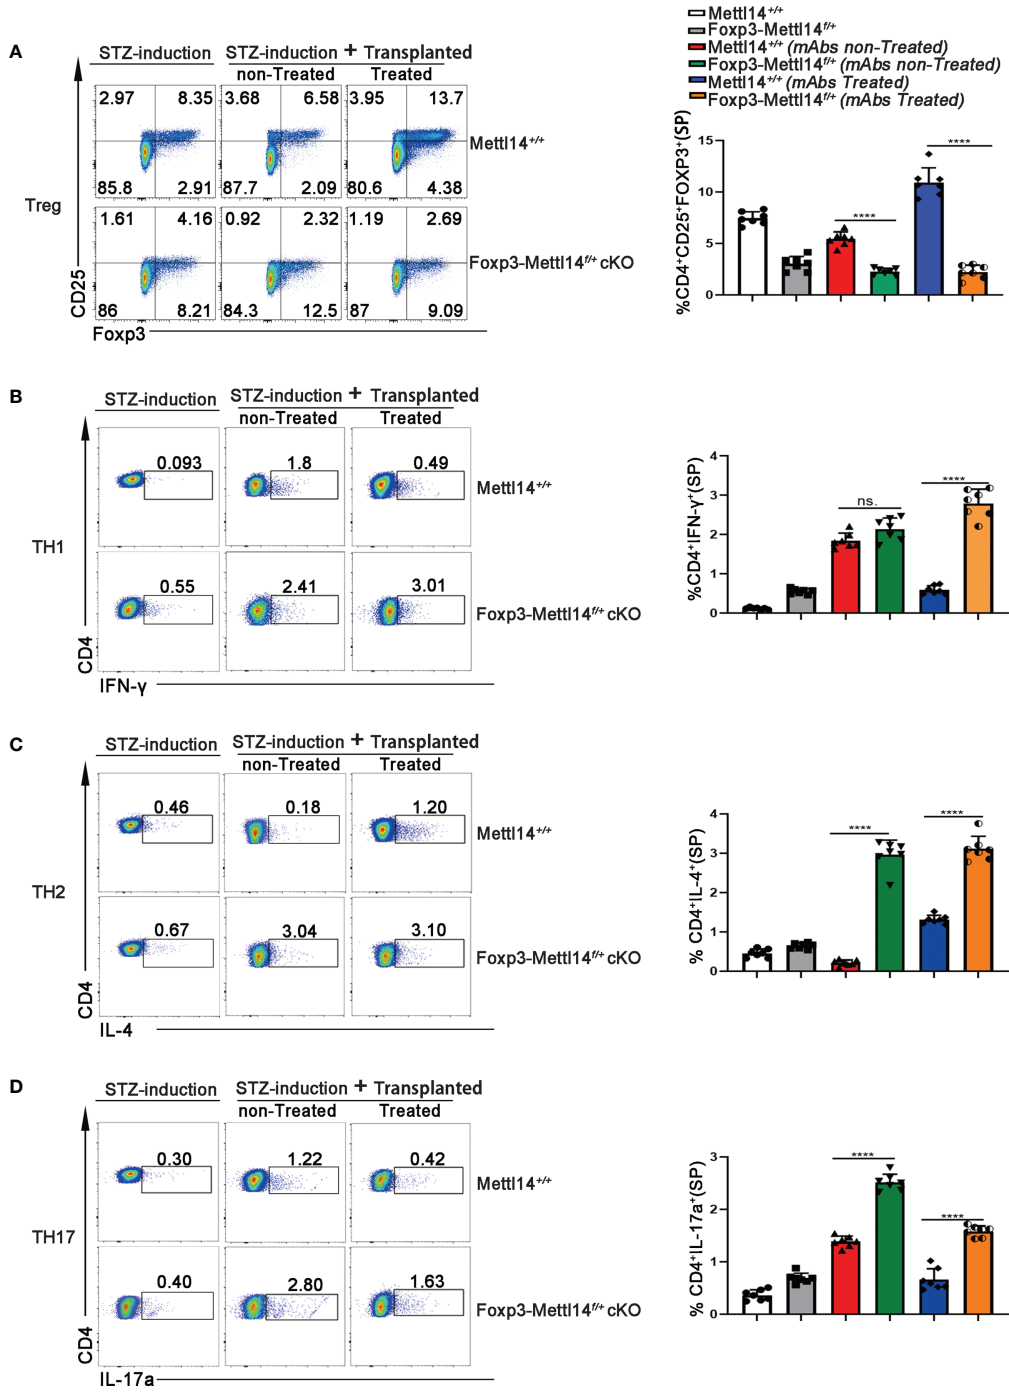 Mettl14+/+
Foxp3-Mettl14f/+
Mettl14+/+ (mAbs non-Treated)
Foxp3-Mettl14f/+ (mAbs non-Treated)
Mettl14+/+ (mAbs Treated)
Foxp3-Mettl14f/+ (mAbs Treated)
A
STZ-induction STZ-induction + Transplanted
non-Treated Treated
2.97 8.35 3.68 6.58 3.95 13.7
Mettl14+/+
85.8 2.91 87.7 2.09 80.6 4.38
Treg
1.61 4.16 0.92 2.32 1.19 2.69
Foxp3-Mettl14f/+ cKO
86 8.21 84.3 12.5 87 9.09
CD25
Foxp3
%CD4+CD25+FOXP3+(SP)
15
10
5
0
**** ****
B
STZ-induction STZ-induction + Transplanted
non-Treated Treated
0.093 1.8 0.49
Mettl14+/+
TH1
0.55 2.41 3.01
Foxp3-Mettl14f/+ cKO
CD4
IFN-γ
%CD4+IFN-γ+(SP)
4
3
2
1
0
ns. ****
C
STZ-induction STZ-induction + Transplanted
non-Treated Treated
0.46 0.18 1.20
Mettl14+/+
TH2
0.67 3.04 3.10
Foxp3-Mettl14f/+ cKO
CD4
IL-4
% CD4+IL-4+(SP)
4
3
2
1
0
**** ****
D
STZ-induction STZ-induction + Transplanted
non-Treated Treated
0.30 1.22 0.42
Mettl14+/+
TH17
0.40 2.80 1.63
Foxp3-Mettl14f/+ cKO
CD4
IL-17a
% CD4+IL-17a+(SP)
3
2
1
0
**** ****